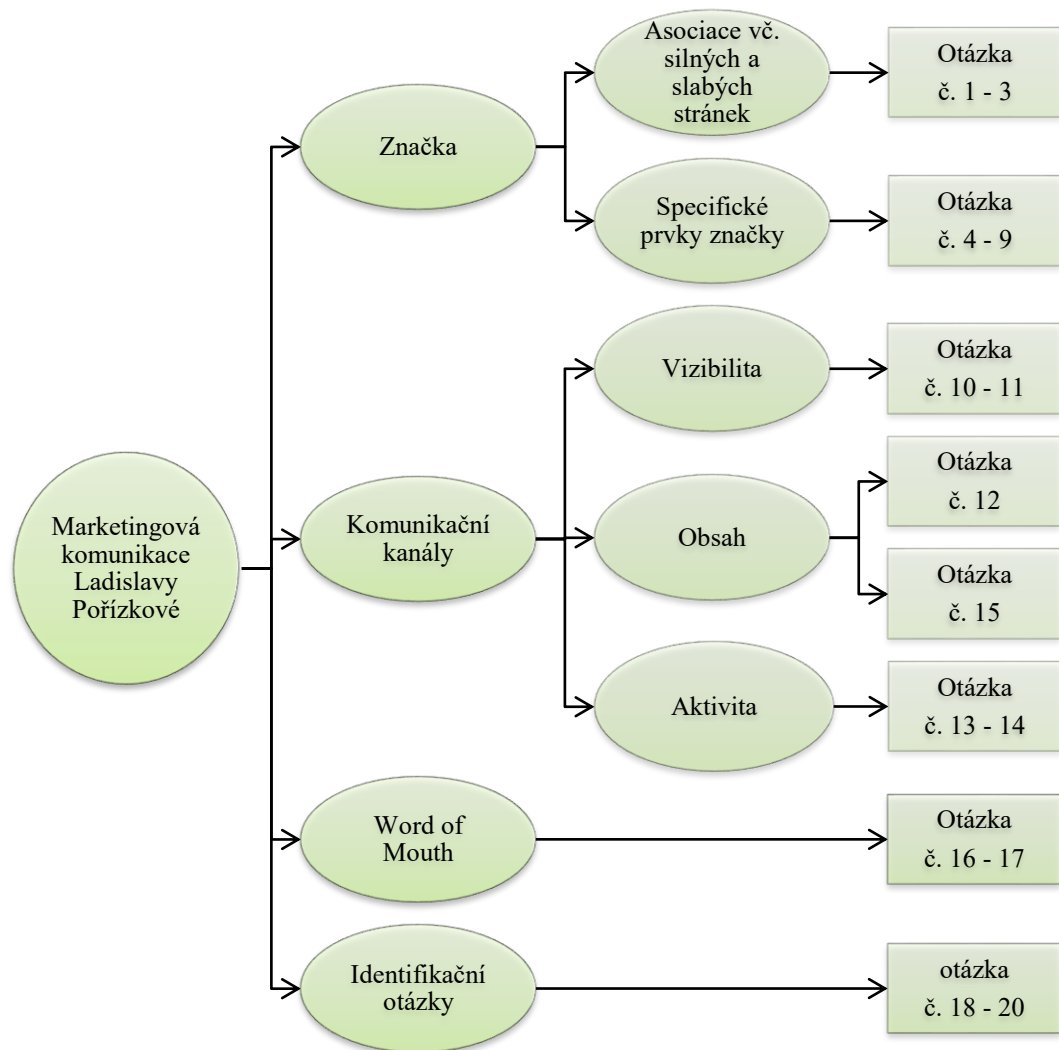 Marketingová
komunikace
Ladislavy
Pořízkové
Značka
Asociace vč.
silných a
slabých
stránek
Otázka
č. 1 - 3
Specifické
prvky značky
Otázka
č. 4 - 9
Komunikační
kanály
Vizibilita
Otázka
č. 10 - 11
Obsah
Otázka
č. 12
Otázka
č. 15
Aktivita
Otázka
č. 13 - 14
Word of
Mouth
Otázka
č. 16 - 17
Identifikační
otázky
otázka
č. 18 - 20